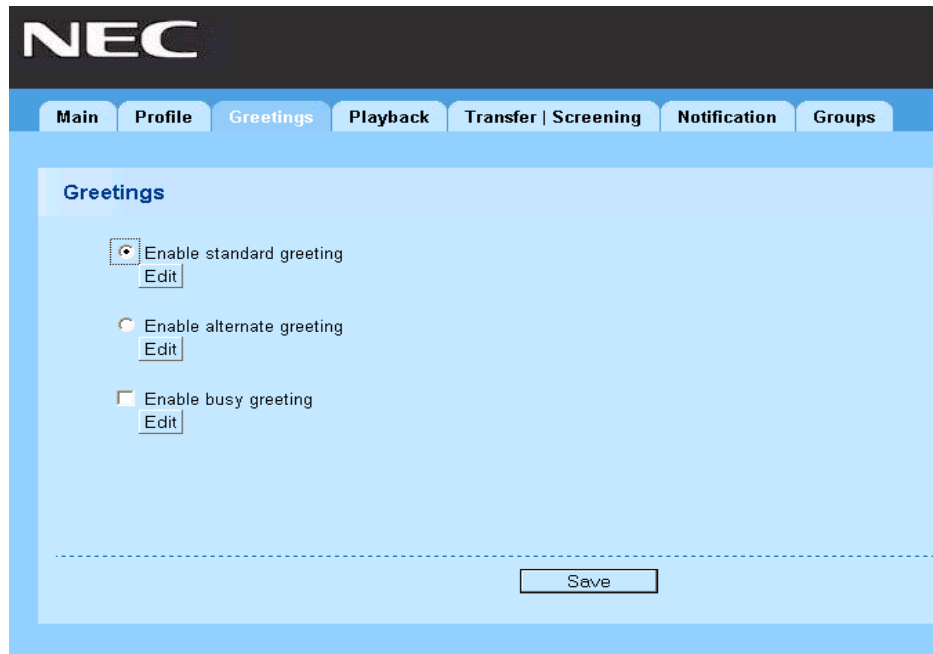 NEC
Main Profile Greetings Playback Transfer | Screening Notification Groups
Greetings
Enable standard greeting
Edit
Enable alternate greeting
Edit
Enable busy greeting
Edit
Save